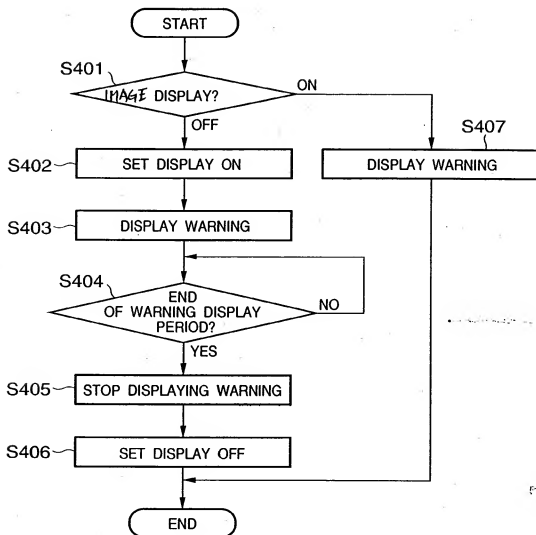 START
S401
IMAGE DISPLAY?
ON
OFF
S407
S402
SET DISPLAY ON
DISPLAY WARNING
S403
DISPLAY WARNING
S404
END
OF WARNING DISPLAY
PERIOD?
NO
YES
S405
STOP DISPLAYING WARNING
S406
SET DISPLAY OFF
END